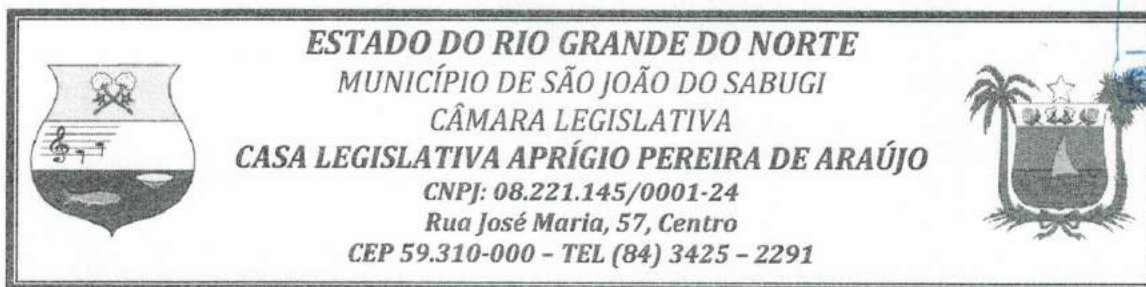 ESTADO DO RIO GRANDE DO NORTE
MUNICÍPIO DE SÃO JOÃO DO SABUGI
CÂMARA LEGISLATIVA
CASA LEGISLATIVA APRÍGIO PEREIRA DE ARAÚJO
CNPJ: 08.221.145/0001-24
Rua José Maria, 57, Centro
CEP 59.310-000 – TEL (84) 3425 – 2291